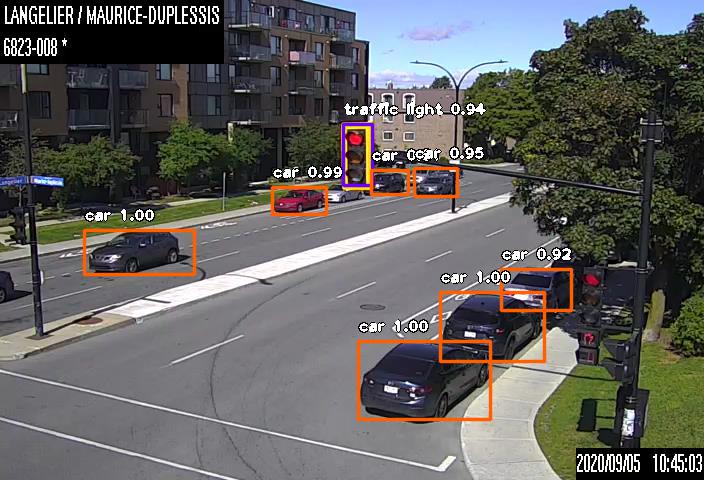 LANGELIER / MAURICE-DUPLESSIS
6823-008 *
traffic light 0.94
car 0.95
car 0.99
car 1.00
car 0.92
car 1.00
car 1.00
Langelier
2020/09/05 10:45:03